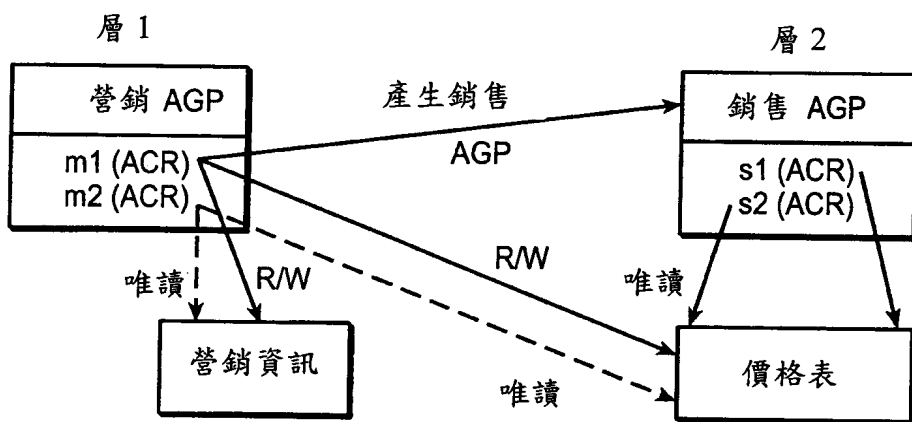 層 1
層 2
營銷 AGP
m1 (ACR)
m2 (ACR)
產生銷售
AGP
銷售 AGP
s1 (ACR)
s2 (ACR)
唯讀
R/W
R/W
唯讀
唯讀
營銷資訊
價格表